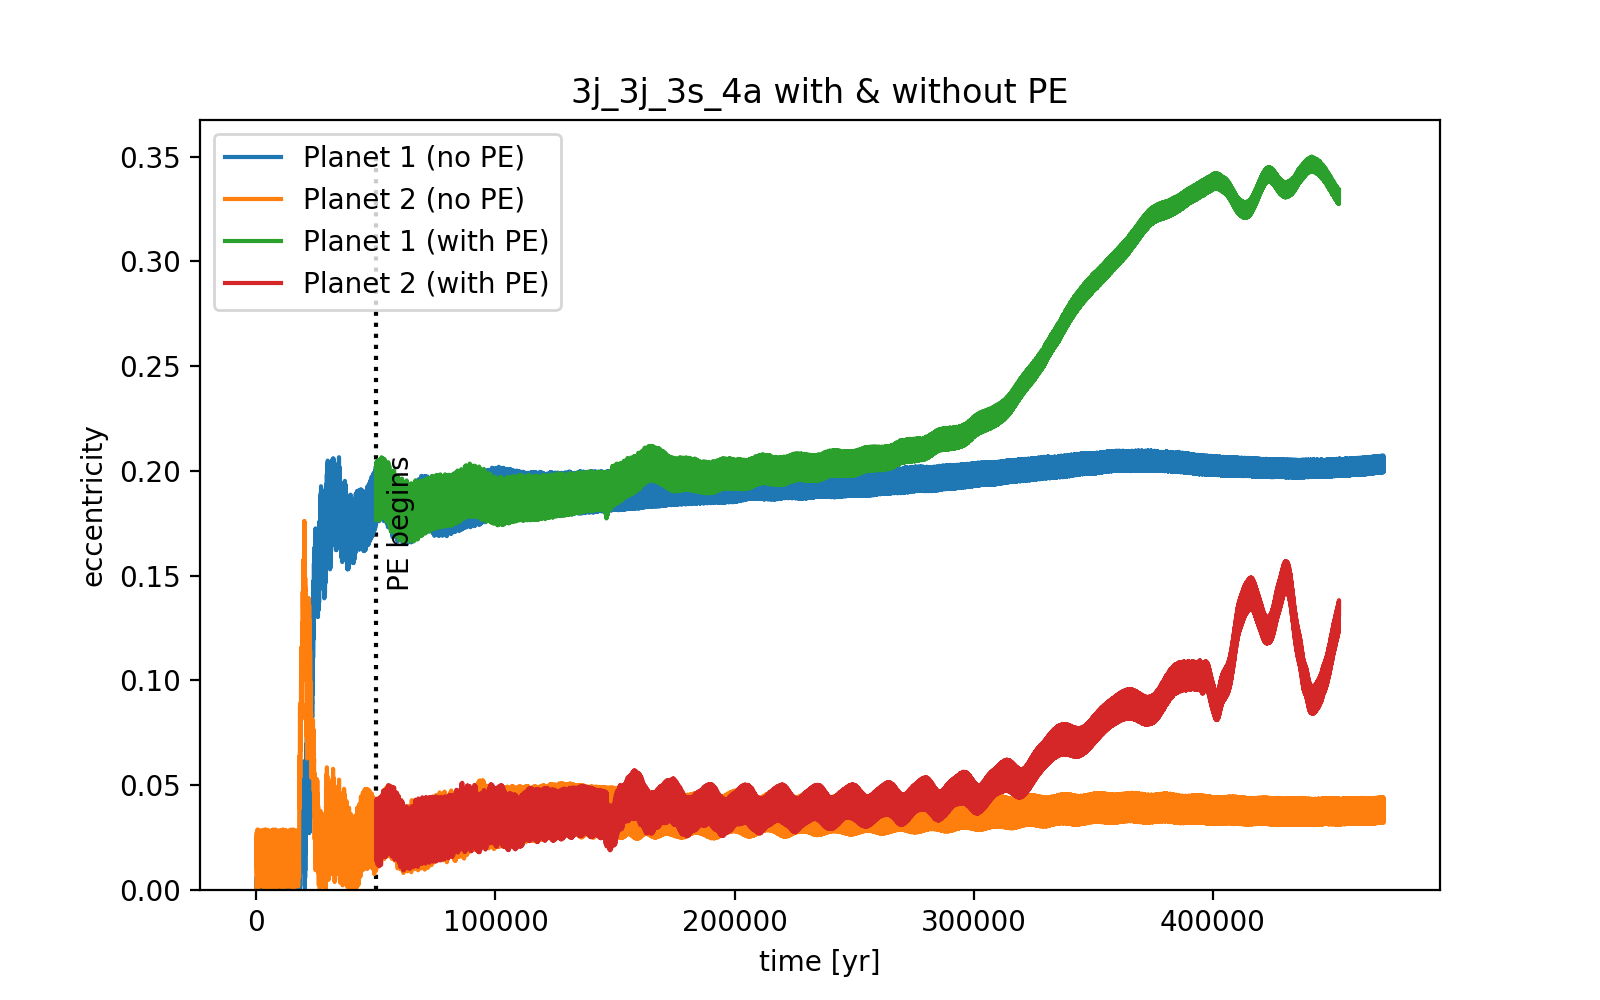 3j_3j_3s_4a with & without PE
Planet 1 (no PE)
Planet 2 (no PE)
Planet 1 (with PE)
Planet 2 (with PE)
0.35
0.30
0.25
0.20
0.15
0.10
0.05
0.00
eccentricity
PE begins
0
100000
200000
300000
400000
time [yr]